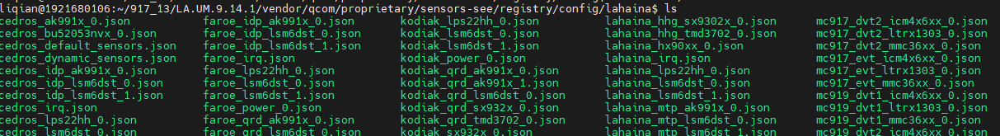 liqian@1921680106:~/917_13/LA.UM.9.14.1/vendor/qcom/proprietary/sensors-see/registry/config/lahaina$ ls
cedros_ak991x_0.json faroe_idp_ak991x_0.json kodiak_lps22hh_0.json lahaina_hhg_sx9302x_0.json mc917_dvt2_icm4x6xx_0.json
cedros_bu52053nvx_0.json faroe_idp_lsm6dst_0.json kodiak_lsm6dst_0.json lahaina_hhg_tmd3702_0.json mc917_dvt2_ltrx1303_0.json
cedros_default_sensors.json faroe_idp_lsm6dst_1.json kodiak_lsm6dst_1.json lahaina_hx90xx_0.json mc917_dvt2_mmc36xx_0.json
cedros_dynamic_sensors.json faroe_irq.json kodiak_power_0.json lahaina_irq.json mc917_evt_icm4x6xx_0.json
cedros_idp_ak991x_0.json faroe_lps22hh_0.json kodiak_qrd_ak991x_0.json lahaina_lps22hh_0.json mc917_evt_ltrx1303_0.json
cedros_idp_lsm6dst_0.json faroe_lsm6dst_0.json kodiak_qrd_ak991x_1.json lahaina_lsm6dst_0.json mc917_evt_mmc36xx_0.json
cedros_idp_lsm6dst_1.json faroe_lsm6dst_1.json kodiak_qrd_lsm6dst_0.json lahaina_lsm6dst_1.json mc919_dvt1_icm4x6xx_0.json
cedros_irq.json faroe_power_0.json kodiak_qrd_sx932x_0.json lahaina_mtp_ak991x_0.json mc919_dvt1_ltrx1303_0.json
cedros_lps22hh_0.json faroe_qrd_ak991x_0.json kodiak_qrd_tmd3702_0.json lahaina_mtp_lsm6dst_0.json mc919_dvt1_mmc36xx_0.json
cedros_lsm6dst_0.json faroe_qrd_lsm6dst_0.json kodiak_sx932x_0.json lahaina_mtp_lsm6dst_1.json mc919_dvt2_icm4x6xx_0.json